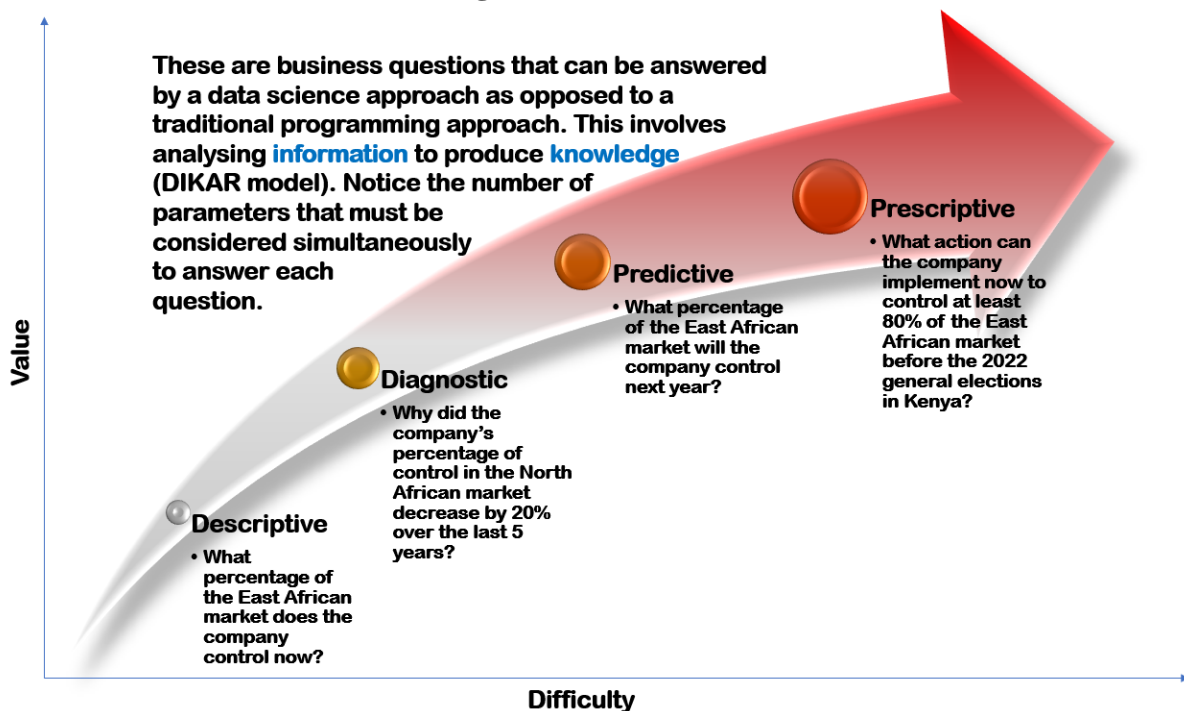 These are business questions that can be answered
by a data science approach as opposed to a
traditional programming approach. This involves
analysing information to produce knowledge
(DIKAR model). Notice the number of
parameters that must be
considered simultaneously
to answer each
question.
Value
Prescriptive
• What action can
the company
implement now to
control at least
80% of the East
African market
before the 2022
general elections
in Kenya?
Predictive
• What percentage
of the East African
market will the
company control
next year?
Diagnostic
• Why did the
company's
percentage of
control in the North
African market
decrease by 20%
over the last 5
years?
Descriptive
• What
percentage of
the East African
market does the
company
control now?
Difficulty